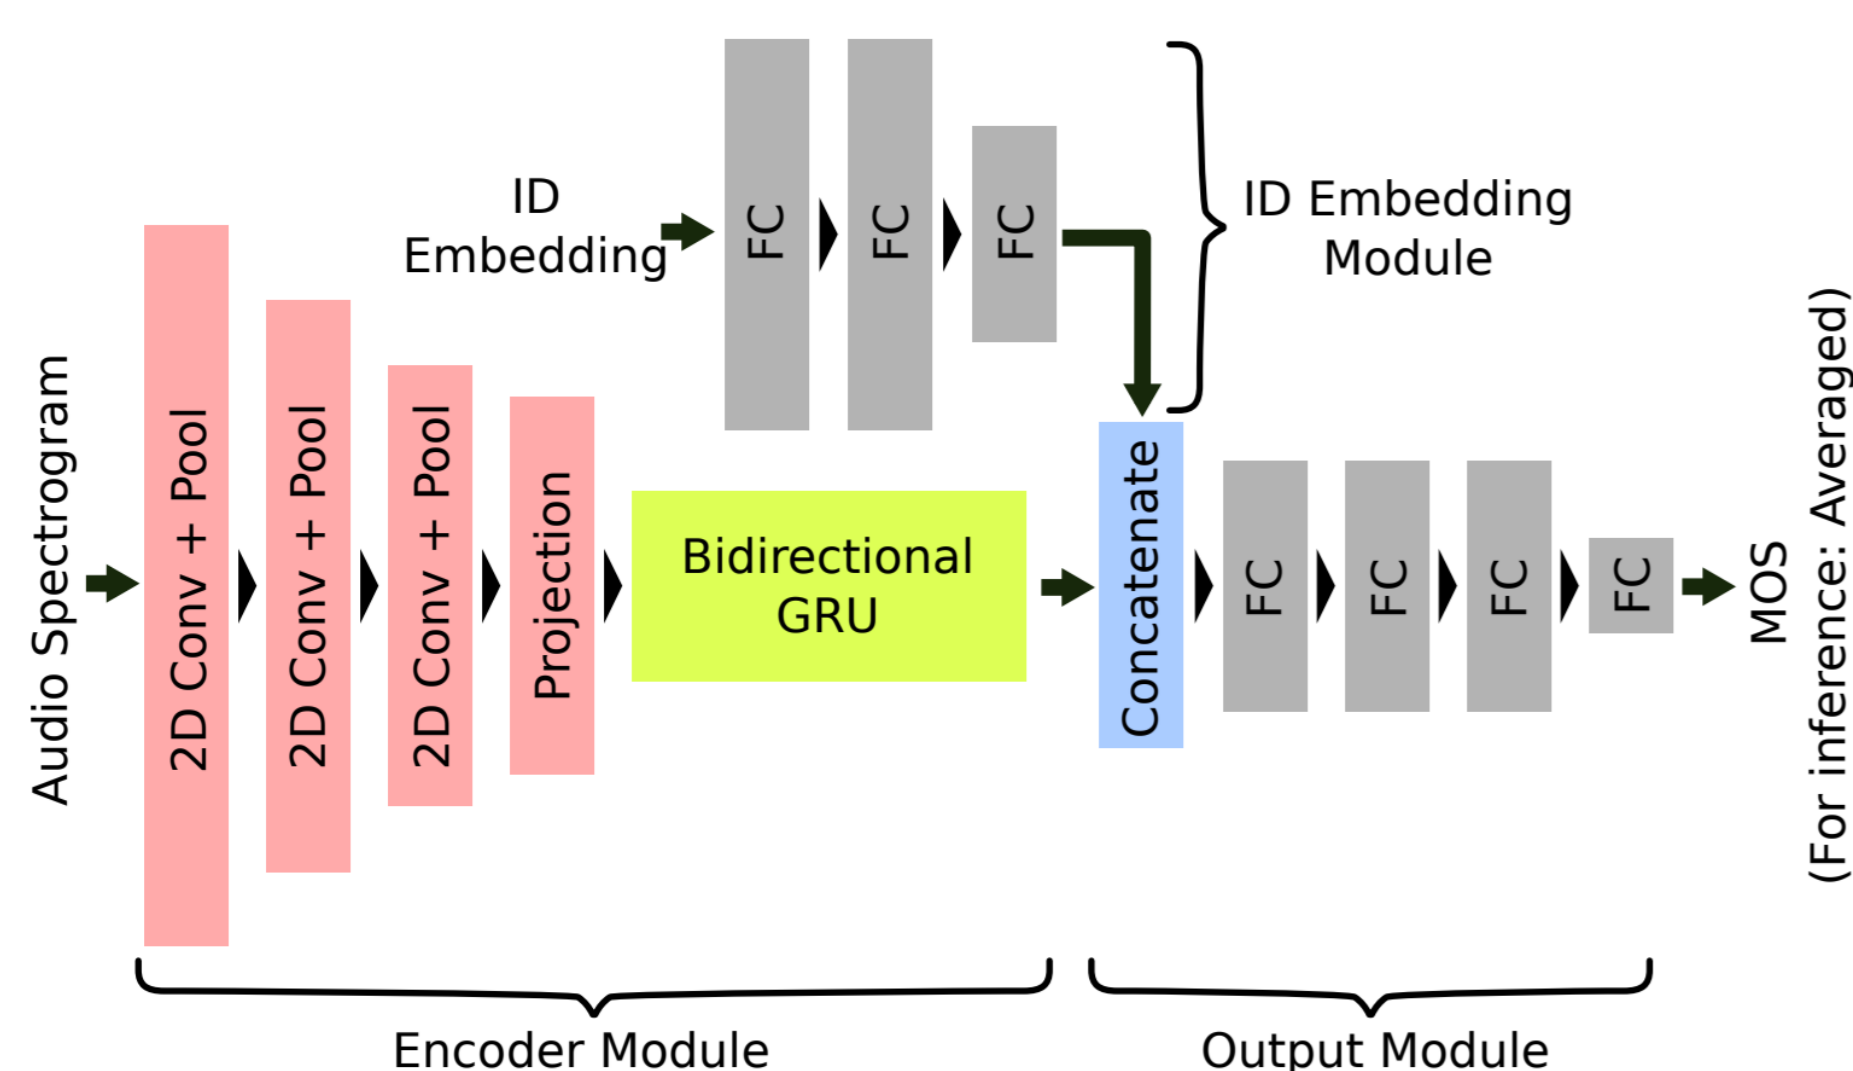 Audio Spectrogram
2D Conv + Pool
2D Conv + Pool
2D Conv + Pool
Projection
Bidirectional
GRU
ID
Embedding
FC
FC
FC
ID Embedding
Module
Concatenate
FC
FC
FC
FC
MOS
(For inference: Averaged)
Encoder Module
Output Module